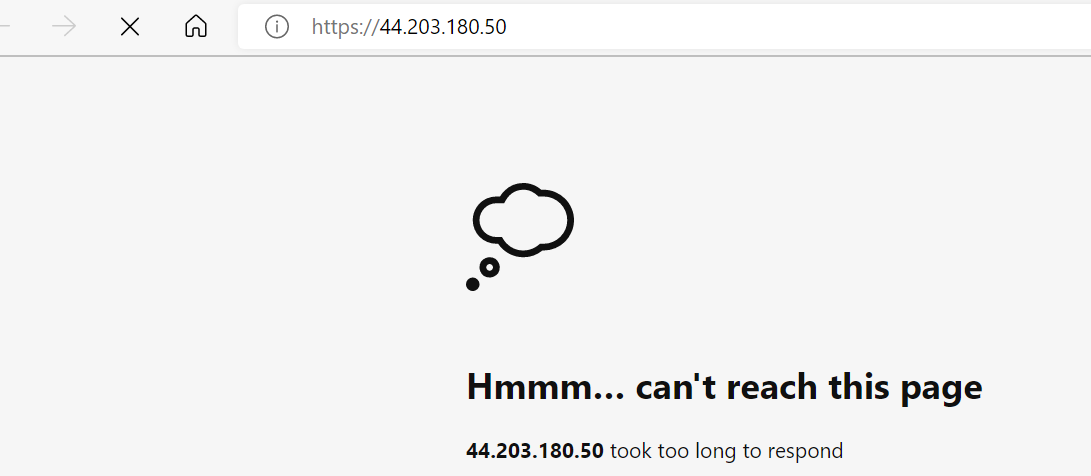 https://44.203.180.50
Hmmm... can't reach this page
44.203.180.50 took too long to respond